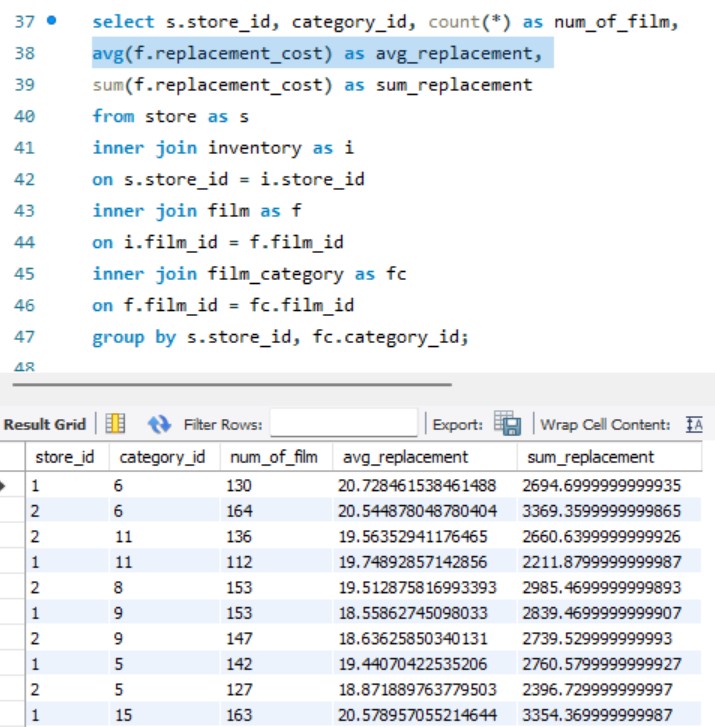 37 select s.store_id, category_id, count(*) as num_of_film,
38 avg(f.replacement_cost) as avg_replacement,
39 sum(f.replacement_cost) as sum_replacement
40 from store as s
41 inner join inventory as i
42 on s.store_id = i.store_id
43 inner join film as f
44 on i.film_id = f.film_id
45 inner join film_category as fc
46 on f.film_id = fc.film_id
47 group by s.store_id, fc.category_id;
48
Result Grid Filter Rows: Export: Wrap Cell Content: IA
store_id category_id num_of_film avg_replacement sum_replacement
1 6 130 20.728461538461488 2694.6999999999935
2 6 164 20.544878048780404 3369.3599999999865
2 11 136 19.56352941176465 2660.6399999999926
1 11 112 19.74892857142856 2211.8799999999987
2 8 153 19.512875816993393 2985.4699999999893
1 9 153 18.55862745098033 2839.4699999999907
2 9 147 18.63625850340131 2739.529999999993
1 5 142 19.44070422535206 2760.5799999999927
2 5 127 18.871889763779503 2396.729999999997
1 15 163 20.578957055214644 3354.369999999987